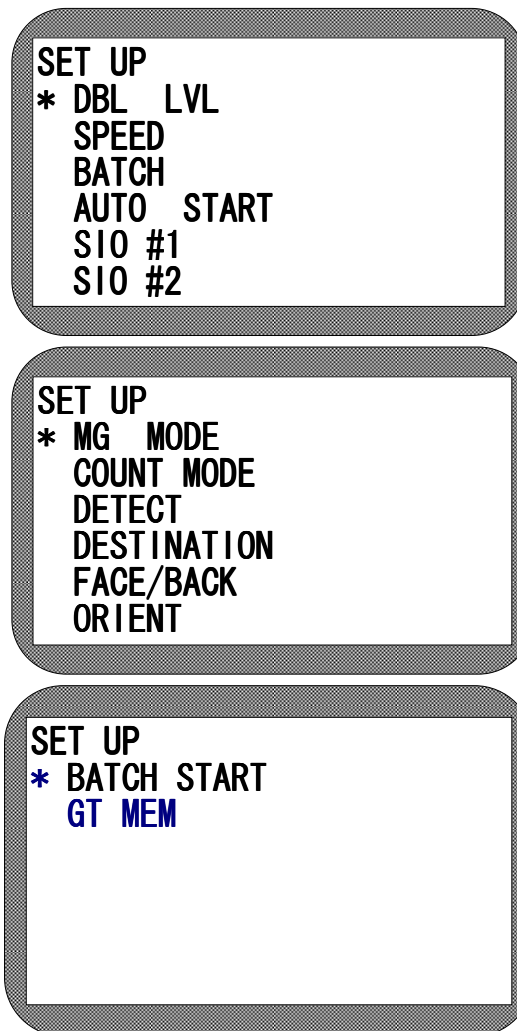 SET UP
* DBL LVL
SPEED
BATCH
AUTO START
SIO #1
SIO #2
SET UP
* MG MODE
COUNT MODE
DETECT
DESTINATION
FACE/BACK
ORIENT
SET UP
* BATCH START
GT MEM